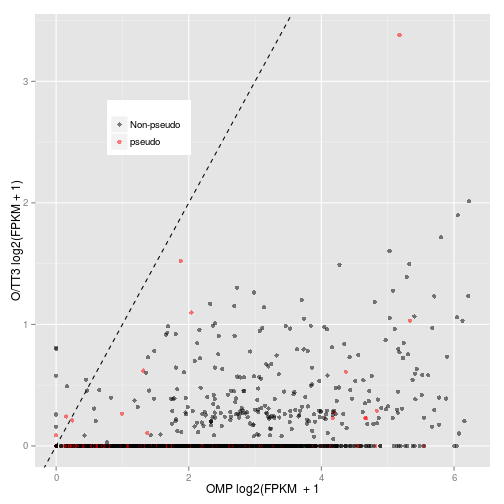 3
2
1
0
O/TT3 log2(FPKM + 1)
Non-pseudo
pseudo
0 2 4 6
OMP log2(FPKM + 1